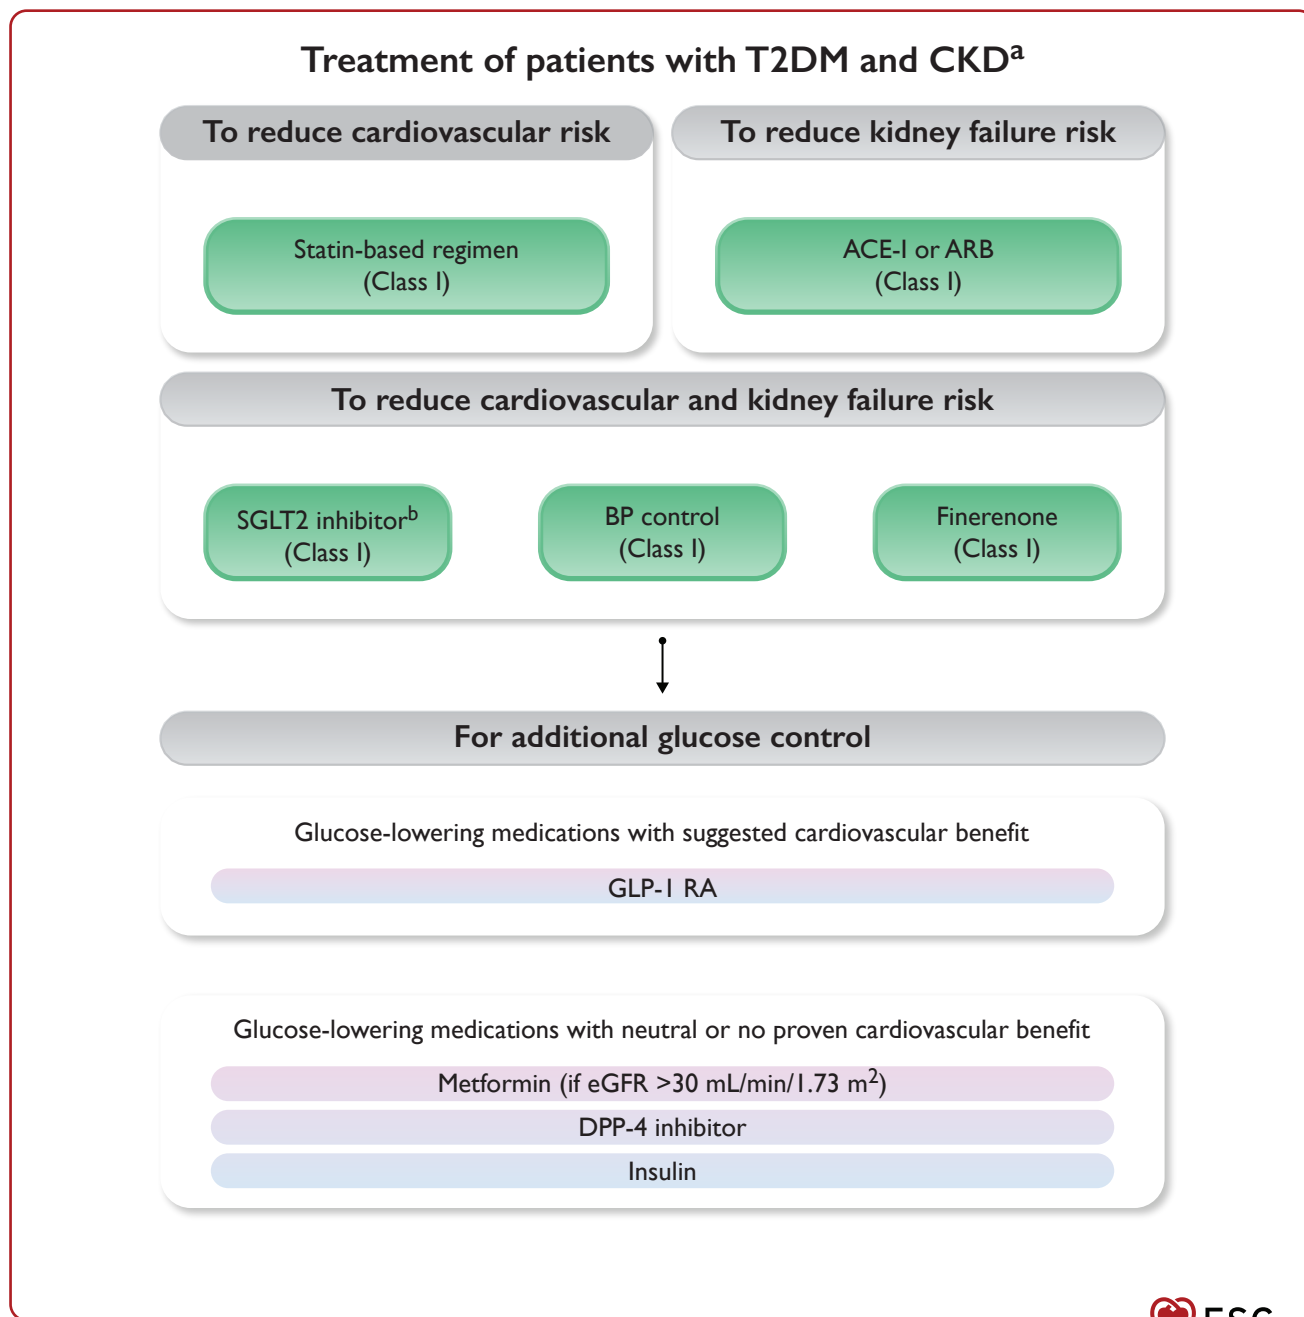 Treatment of patients with T2DM and CKDᵃ
To reduce cardiovascular risk
Statin-based regimen
(Class I)
To reduce kidney failure risk
ACE-I or ARB
(Class I)
To reduce cardiovascular and kidney failure risk
SGLT2 inhibitorᵇ
(Class I)
BP control
(Class I)
Finerenone
(Class I)
For additional glucose control
Glucose-lowering medications with suggested cardiovascular benefit
GLP-1 RA
Glucose-lowering medications with neutral or no proven cardiovascular benefit
Metformin (if eGFR >30 mL/min/1.73 m²)
DPP-4 inhibitor
Insulin
ESC